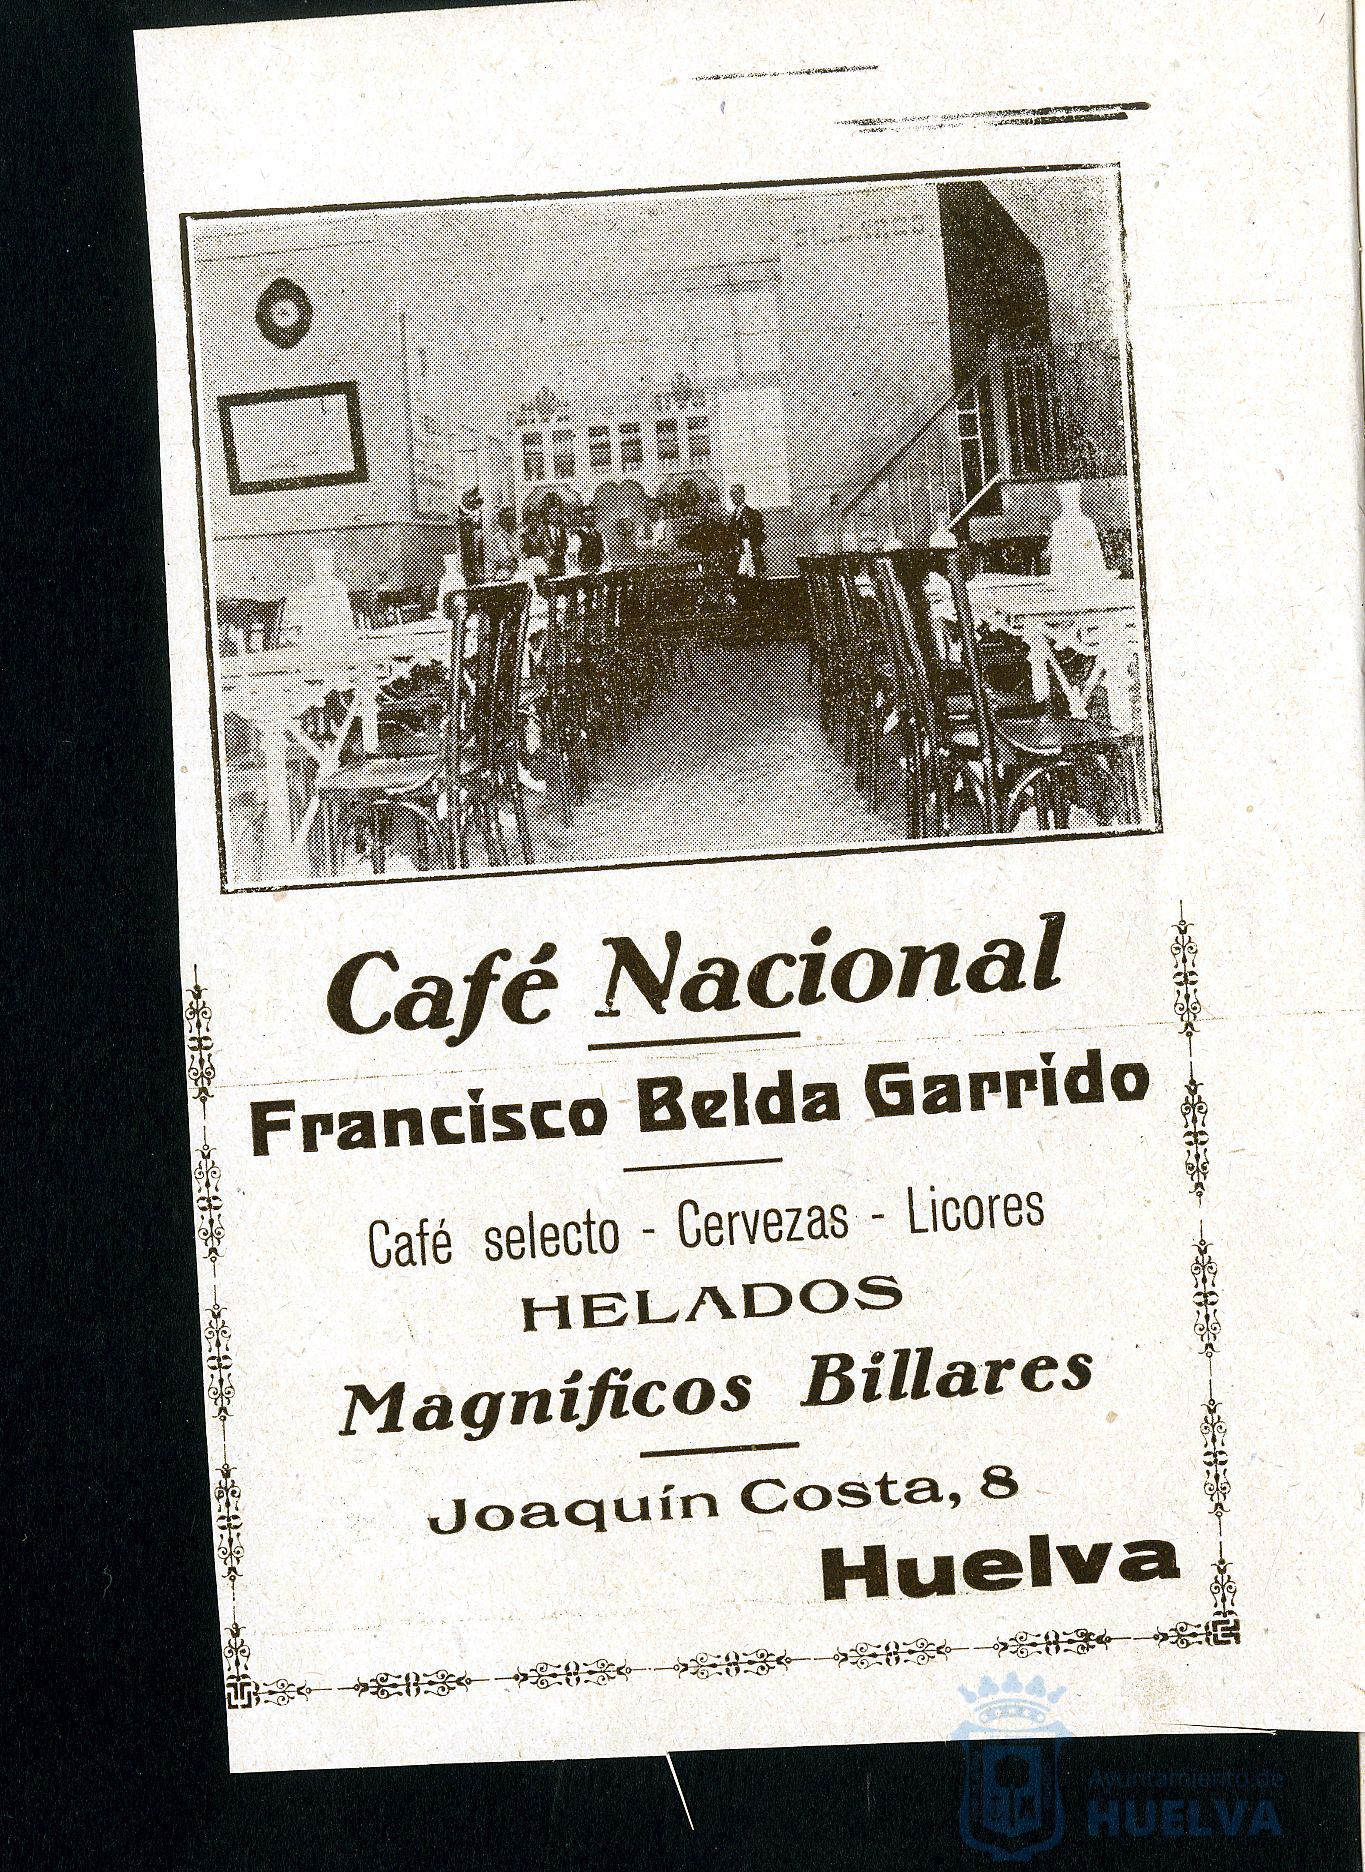 Café Nacional
Francisco Belda Garrido
Café selecto - Cervezas - Licores
HELADOS
Magníficos Billares
Joaquín Costa, 8
Huelva
Ayuntamiento de
HUELVA